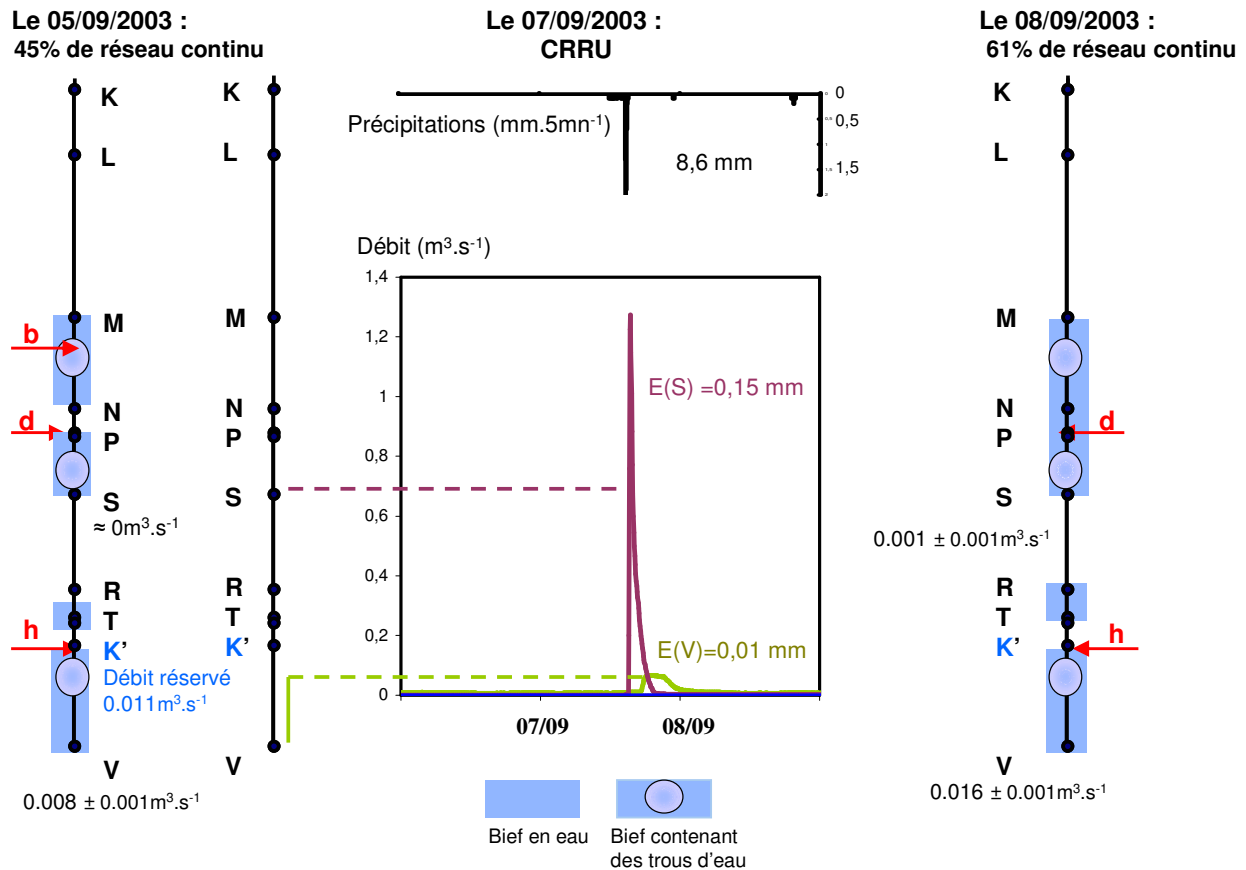 Le 05/09/2003 :
45% de réseau continu
Le 07/09/2003 :
CRRU
Le 08/09/2003 :
61% de réseau continu
K
L
M
b
N
d
P
S
≈ 0m³.s⁻¹
R
T
h
K'
Débit réservé
0.011m³.s⁻¹
V
0.008 ± 0.001m³.s⁻¹
K
L
M
N
P
S
R
T
K'
V
Précipitations (mm.5mn⁻¹)
8,6 mm
0
0,5
1,5
Débit (m³.s⁻¹)
1,4
1,2
1
0,8
0,6
0,4
0,2
0
E(S) =0,15 mm
E(V)=0,01 mm
07/09
08/09
Bief en eau
Bief contenant
des trous d'eau
K
L
M
N
P
d
S
0.001 ± 0.001m³.s⁻¹
R
T
K'
h
V
0.016 ± 0.001m³.s⁻¹